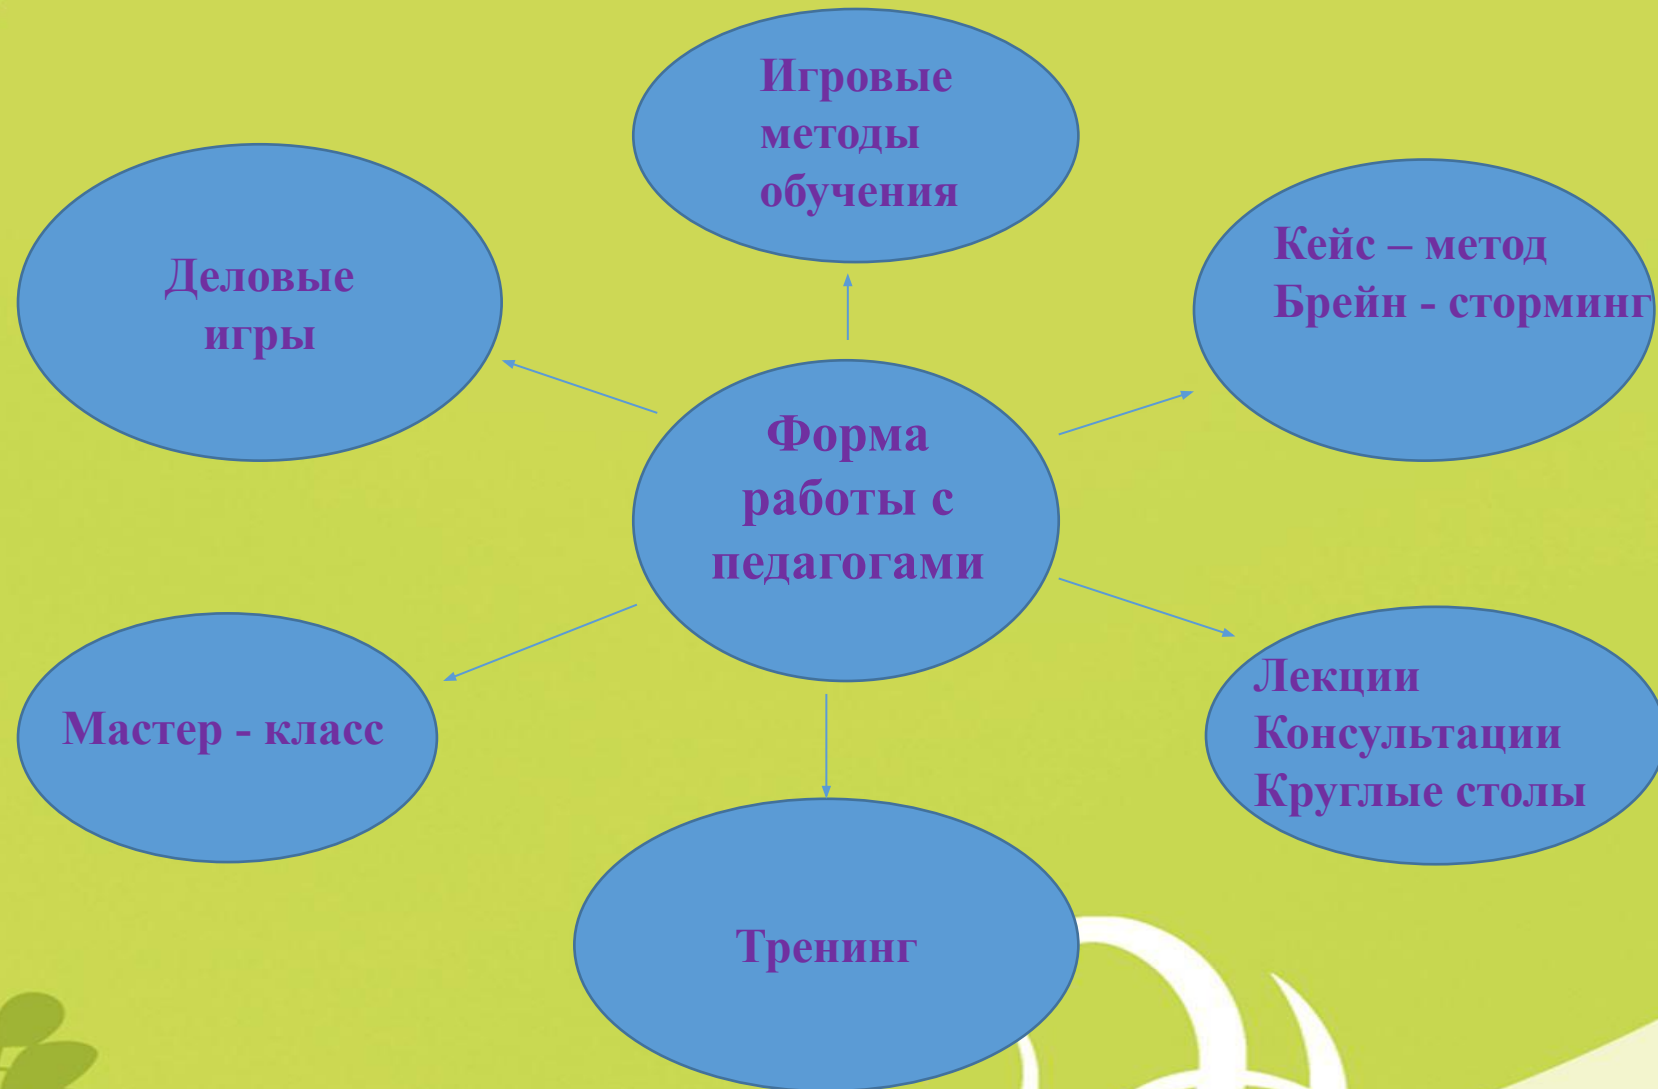 Игровые
методы
обучения
Деловые
игры
Кейс – метод
Брейн - сторминг
Форма
работы с
педагогами
Мастер - класс
Лекции
Консультации
Круглые столы
Тренинг